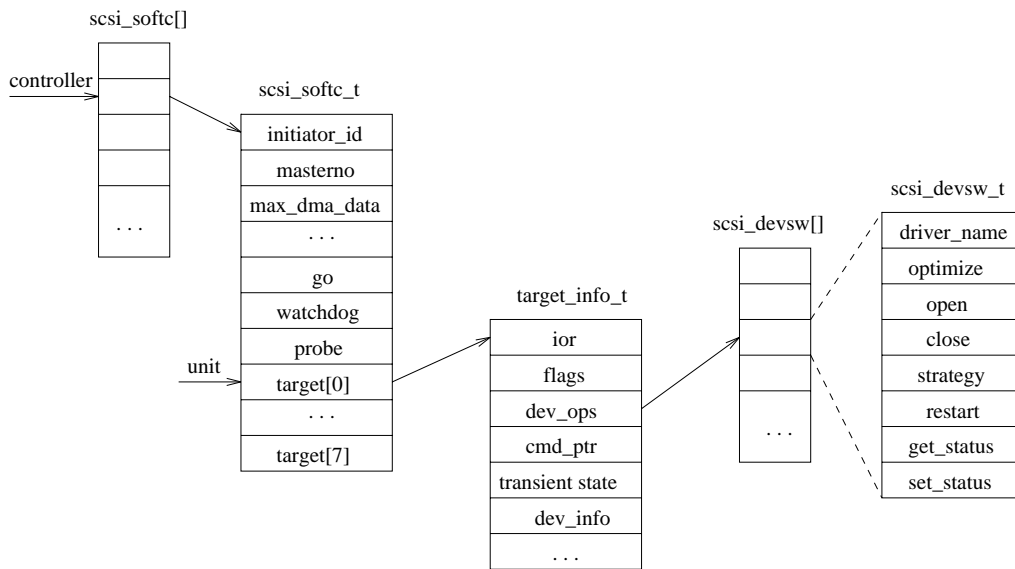 scsi_softc[]
controller
. . .
scsi_softc_t
initiator_id
masterno
max_dma_data
. . .
go
watchdog
probe
unit
target[0]
. . .
target[7]
target_info_t
ior
flags
dev_ops
cmd_ptr
transient state
dev_info
. . .
scsi_devsw[]
. . .
scsi_devsw_t
driver_name
optimize
open
close
strategy
restart
get_status
set_status